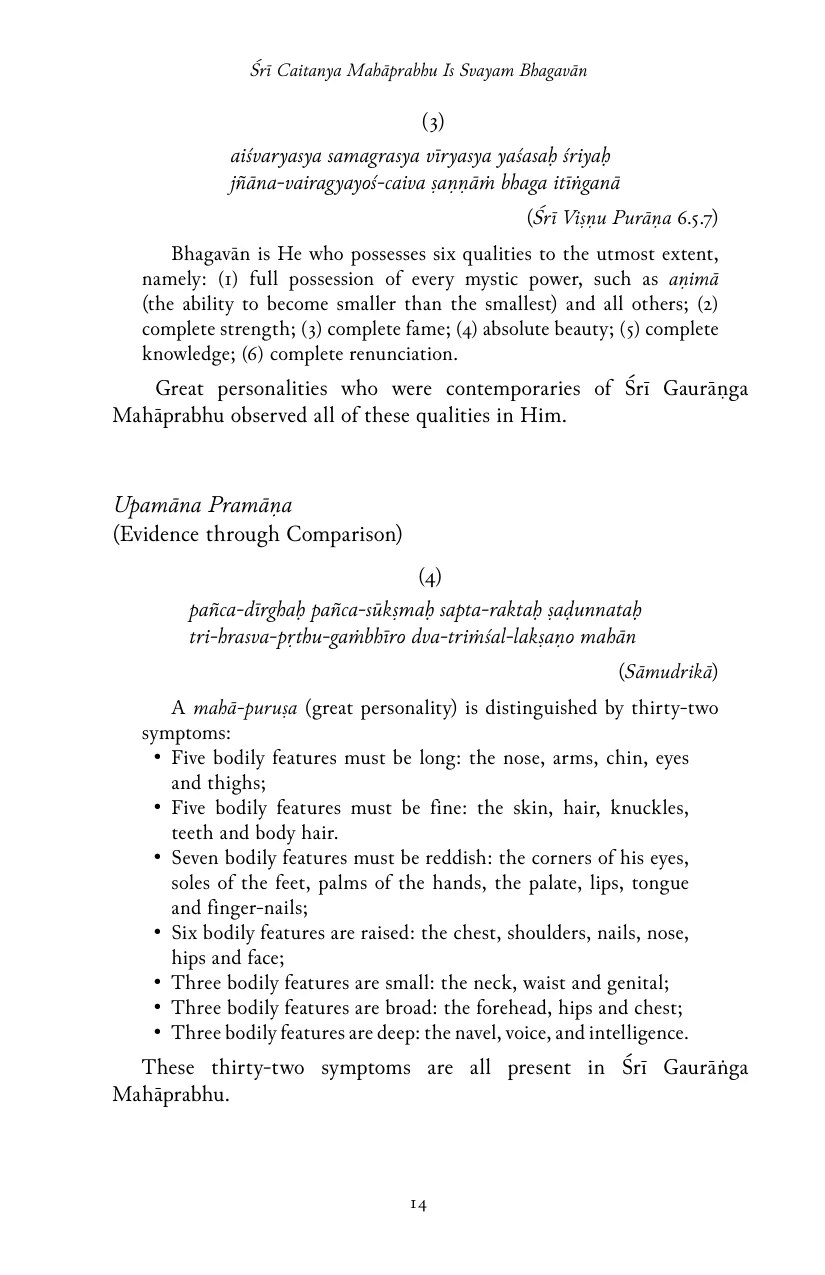 Śrī Caitanya Mahāprabhu Is Svayam Bhagavān
(3)
aiśvaryasya samagrasya vīryasya yaśasaḥ śriyaḥ
jñāna-vairagyayoś-caiva ṣaṇṇāṁ bhaga itīṅganā
(Śrī Viṣṇu Purāṇa 6.5.7)
Bhagavān is He who possesses six qualities to the utmost extent,
namely: (1) full possession of every mystic power, such as aṇimā
(the ability to become smaller than the smallest) and all others; (2)
complete strength; (3) complete fame; (4) absolute beauty; (5) complete
knowledge; (6) complete renunciation.
Great personalities who were contemporaries of Śrī Gaurāṇga
Mahāprabhu observed all of these qualities in Him.
Upamāna Pramāṇa
(Evidence through Comparison)
(4)
pañca-dīrghaḥ pañca-sūkṣmaḥ sapta-raktaḥ ṣaḍunnataḥ
tri-hrasva-pṛthu-gaṁbhīro dva-triṁśal-lakṣaṇo mahān
(Sāmudrikā)
A mahā-puruṣa (great personality) is distinguished by thirty-two
symptoms:
• Five bodily features must be long: the nose, arms, chin, eyes
and thighs;
• Five bodily features must be fine: the skin, hair, knuckles,
teeth and body hair.
• Seven bodily features must be reddish: the corners of his eyes,
soles of the feet, palms of the hands, the palate, lips, tongue
and finger-nails;
• Six bodily features are raised: the chest, shoulders, nails, nose,
hips and face;
• Three bodily features are small: the neck, waist and genital;
• Three bodily features are broad: the forehead, hips and chest;
• Three bodily features are deep: the navel, voice, and intelligence.
These thirty-two symptoms are all present in Śrī Gaurāṅga
Mahāprabhu.
14